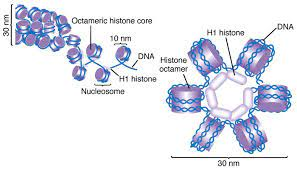 30 nm
Octameric histone core
10 nm
DNA
H1 histone
Nucleosome
H1 histone
DNA
Histone
octamer
30 nm